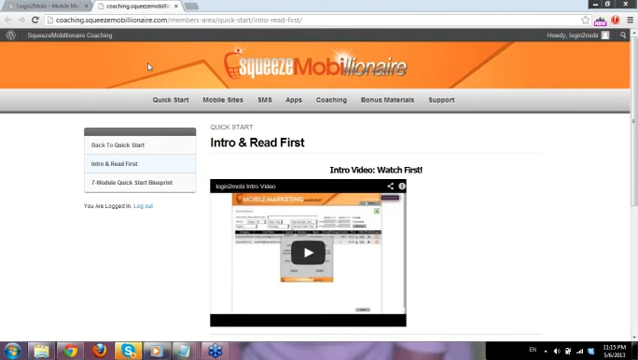 Login2Mobi - Mobile Mo
coaching.squeezemobillionaire
coaching.squeezemobillionaire.com/members-area/quick-start/intro-read-first/
SqueezeMobillionaire Coaching
Howdy, login2mobi
squeezeMobillionaire
Quick Start
Mobile Sites
SMS
Apps
Coaching
Bonus Materials
Support
Back To Quick Start
Intro & Read First
7-Module Quick Start Blueprint
You Are Logged In. Log out
QUICK START
Intro & Read First
Intro Video: Watch First!
login2mobi Intro Video
MOBILE MARKETING
EN
11:15 PM
5/6/2013